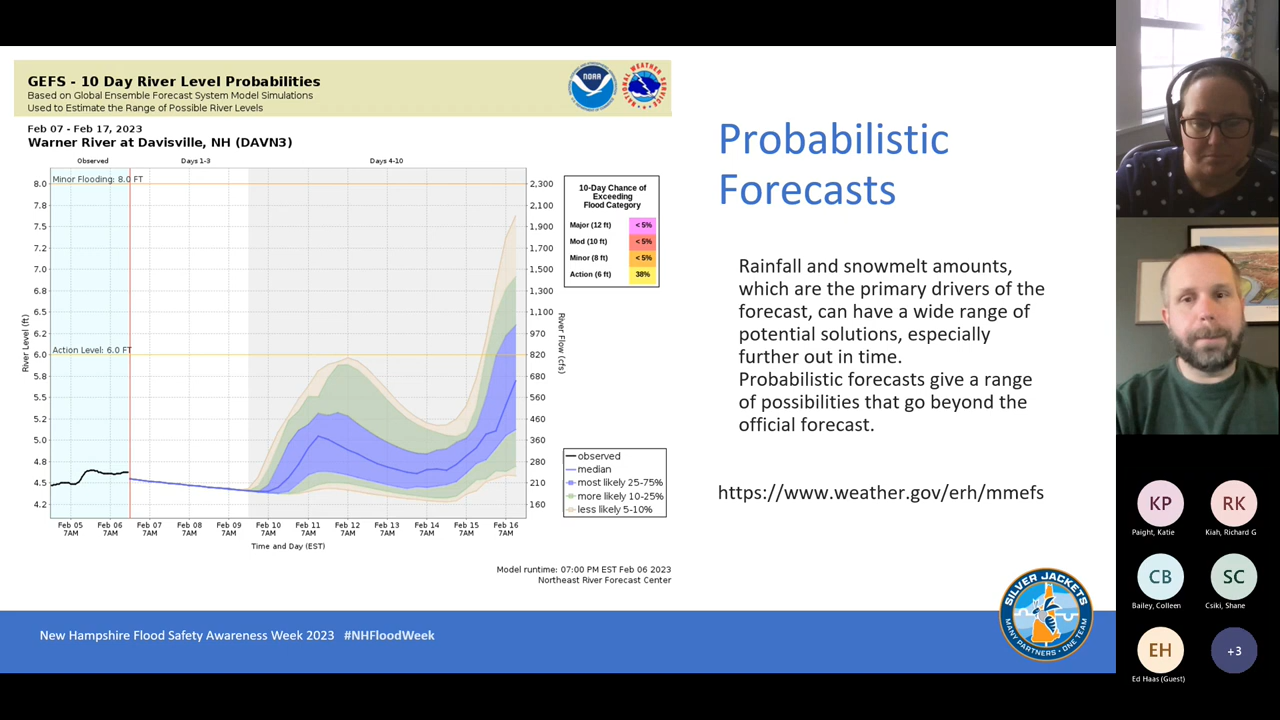 GEFS - 10 Day River Level Probabilities
Based on Global Ensemble Forecast System Model Simulations
Used to Estimate the Range of Possible River Levels
NOAA
NATIONAL WEATHER SERVICE
Feb 07 - Feb 17, 2023
Warner River at Davisville, NH (DAVN3)
Observed
Days 1-3
Days 4-10
Minor Flooding: 8.0 FT
Action Level: 6.0 FT
River Level (ft)
8.0
7.8
7.5
7.2
7.0
6.8
6.5
6.2
6.0
5.8
5.5
5.2
5.0
4.8
4.5
4.2
2,300
2,100
1,900
1,700
1,500
1,300
1,100
970
820
680
560
460
360
280
210
160
River Flow (cfs)
Feb 05 Feb 06 Feb 07 Feb 08 Feb 09 Feb 10 Feb 11 Feb 12 Feb 13 Feb 14 Feb 15 Feb 16
7AM 7AM 7AM 7AM 7AM 7AM 7AM 7AM 7AM 7AM 7AM 7AM
Time and Day (EST)
10-Day Chance of
Exceeding
Flood Category
Major (12 ft) < 5%
Mod (10 ft) < 5%
Minor (8 ft) < 5%
Action (6 ft) 38%
observed
median
most likely 25-75%
more likely 10-25%
less likely 5-10%
Model runtime: 07:00 PM EST Feb 06 2023
Northeast River Forecast Center
Probabilistic
Forecasts
Rainfall and snowmelt amounts,
which are the primary drivers of the
forecast, can have a wide range of
potential solutions, especially
further out in time.
Probabilistic forecasts give a range
of possibilities that go beyond the
official forecast.
https://www.weather.gov/erh/mmefs
New Hampshire Flood Safety Awareness Week 2023 #NHFloodWeek
SILVER JACKETS
MANY PARTNERS - ONE TEAM
KP
Paight, Katie
RK
Kiah, Richard G
CB
Bailey, Colleen
SC
Csiki, Shane
EH
Ed Haas (Guest)
+3